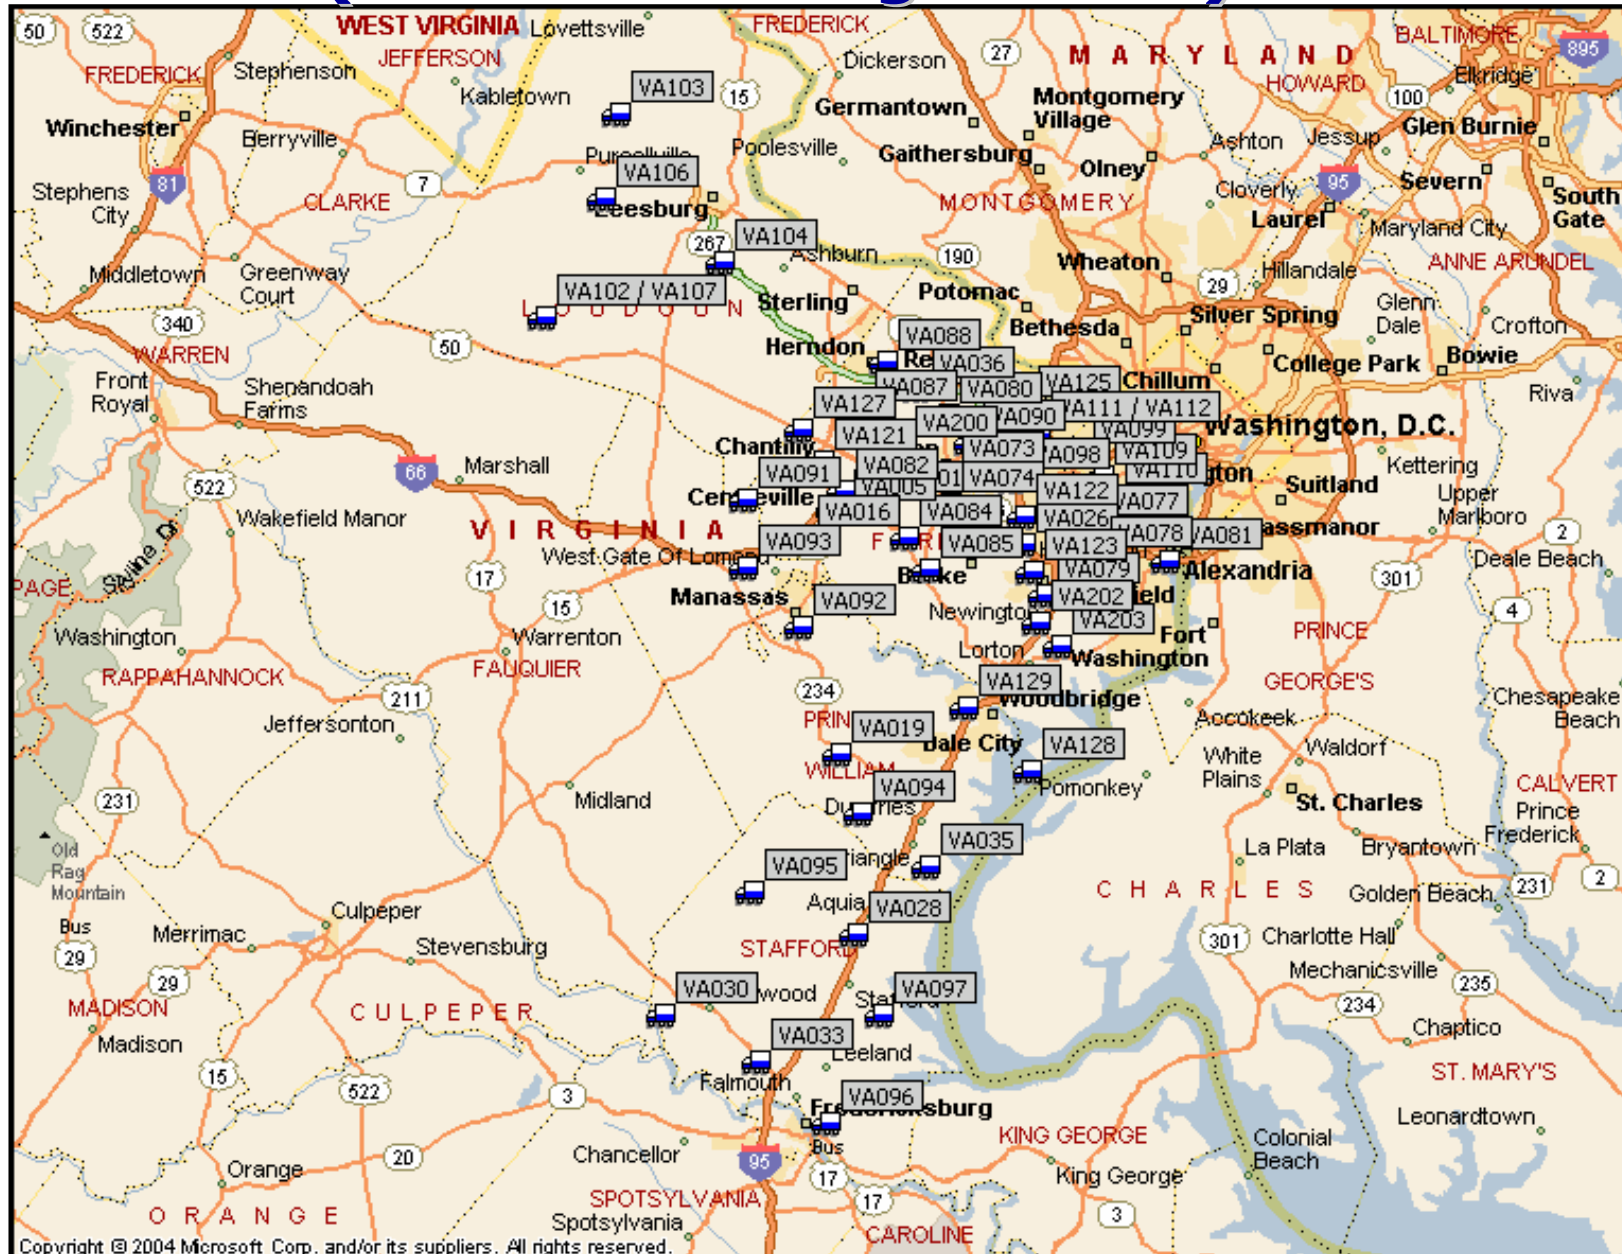 50
522
WEST VIRGINIA
Lovettsville
FREDERICK
27
MARYLAND
BALTIMORE
895
JEFFERSON
Dickerson
HOWARD
Elkridge
FREDERICK
Stephenson
Kabletown
VA103
15
Germantown
Montgomery
Village
100
Winchester
Berryville
Purcellville
Poolesville
Gaithersburg
Olney
Ashton
Jessup
Glen Burnie
81
7
VA106
Stephens
City
CLARKE
Leesburg
MONTGOMERY
Cloverly
95
Severn
Laurel
South
Gate
267
VA104
Ashburn
190
Wheaton
Maryland City
Middletown
Greenway
Court
VA102 / VA107
LOUDOUN
Sterling
Potomac
29
Hillandale
ANNE ARUNDEL
340
50
VA088
Bethesda
Silver Spring
Glenn
Dale
Crofton
WARREN
Herndon
VA036
College Park
Bowie
Front
Royal
Shenandoah
Farms
VA087
VA080
VA125
Chillum
Riva
VA127
VA200
VA090
VA111 / VA112
Washington, D.C.
Chantilly
VA121
VA073
VA099
VA098
VA109
66
Marshall
VA091
VA082
VA074
VA110
Kettering
522
Centreville
VA005
VA122
VA077
Suitland
Upper
Marlboro
Wakefield Manor
VIRGINIA
VA016
VA084
VA026
VA078
VA081
2
Skyline Dr
West Gate Of Lomond
VA093
VA085
VA123
Deale Beach
PAGE
17
Burke
VA079
Alexandria
301
15
Manassas
VA092
VA202
4
Washington
Warrenton
Newington
VA203
Fort
Washington
PRINCE
GEORGE'S
RAPPAHANNOCK
FAUQUIER
Lorton
211
234
VA129
Woodbridge
Chesapeake
Beach
Jeffersonton
VA019
Dale City
VA128
Accokeek
Waldorf
White
Plains
WILLIAM
231
Midland
VA094
Dumfries
Pomonkey
St. Charles
CALVERT
Prince
Frederick
Old
Rag
Mountain
VA035
La Plata
Bryantown
VA095
CHARLES
Golden Beach
231
2
Bus
29
Merrimac
Culpeper
Aquia
VA028
Stevensburg
STAFFORD
301
Charlotte Hall
Mechanicsville
29
VA030
VA097
234
235
MADISON
CULPEPER
Madison
VA033
Leeland
Chaptico
15
522
3
Falmouth
ST. MARY'S
VA096
Fredericksburg
Leonardtown
KING GEORGE
Colonial
Beach
20
Chancellor
95
Bus
17
King George
Orange
SPOTSYLVANIA
17
3
ORANGE
Spotsylvania
CAROLINE
Copyright © 2004 Microsoft Corp. and/or its suppliers. All rights reserved.